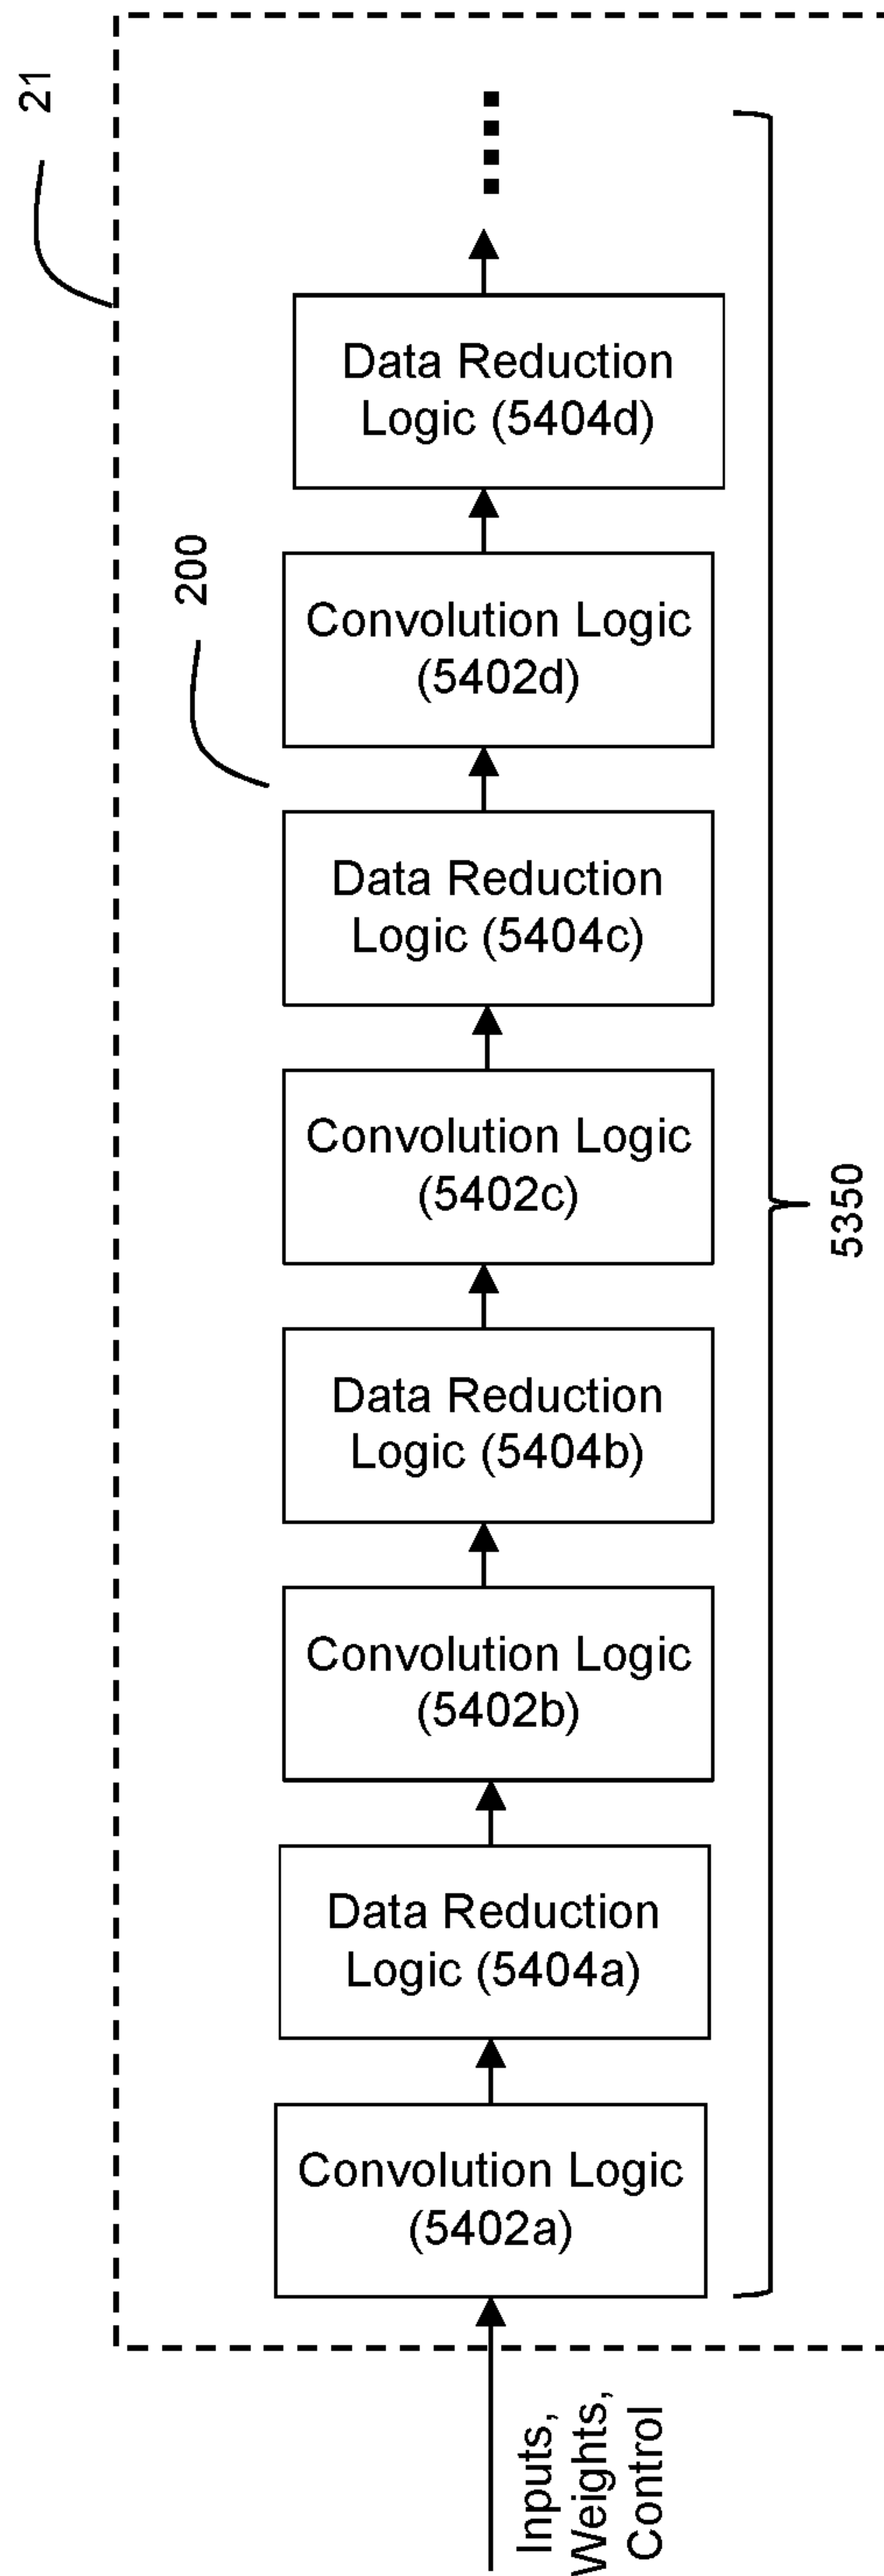 21
Data Reduction
Logic (5404d)
200
Convolution Logic
(5402d)
Data Reduction
Logic (5404c)
Convolution Logic
(5402c)
5350
Data Reduction
Logic (5404b)
Convolution Logic
(5402b)
Data Reduction
Logic (5404a)
Convolution Logic
(5402a)
Inputs,
Weights,
Control